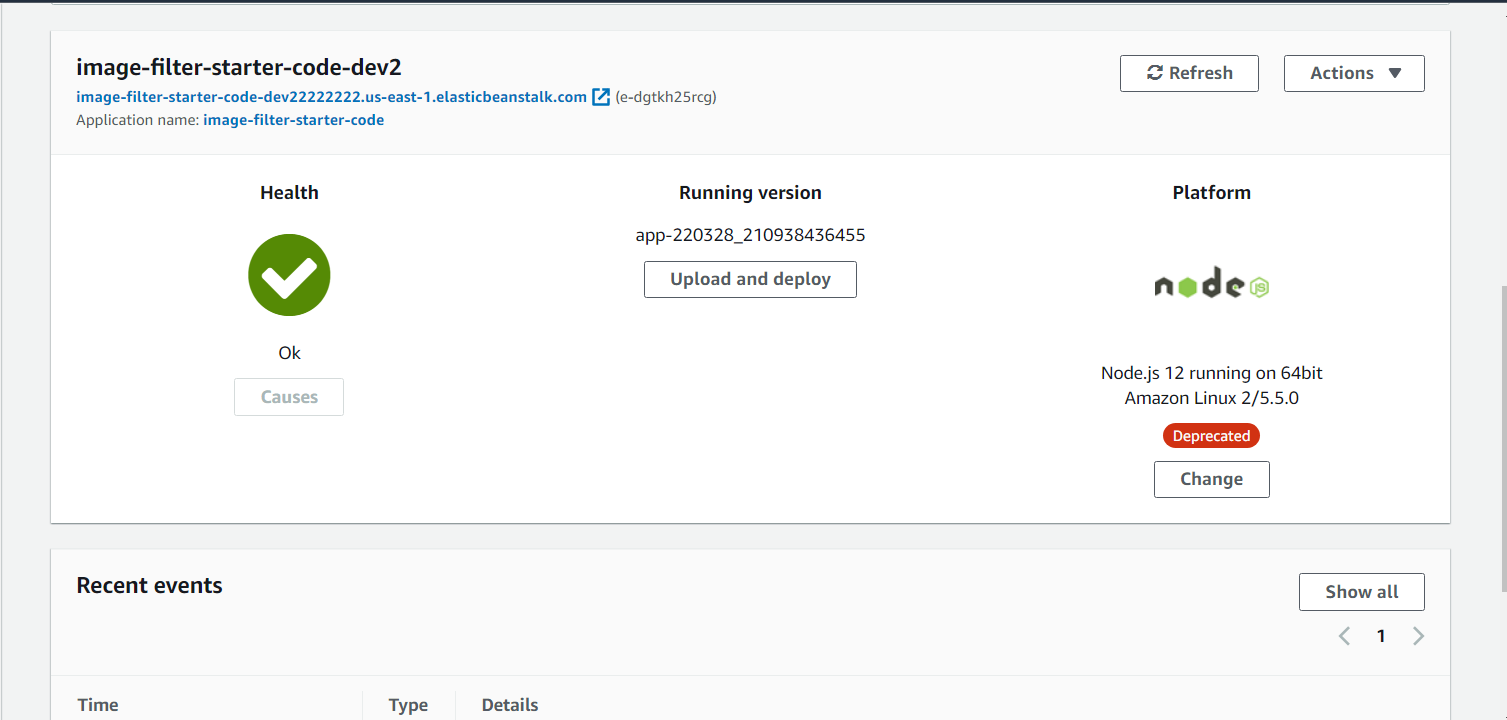 image-filter-starter-code-dev2
Refresh
Actions
image-filter-starter-code-dev22222222.us-east-1.elasticbeanstalk.com (e-dgtkh25rcg)
Application name: image-filter-starter-code
Health
Ok
Causes
Running version
app-220328_210938436455
Upload and deploy
Platform
node JS
Node.js 12 running on 64bit
Amazon Linux 2/5.5.0
Deprecated
Change
Recent events
Show all
1
Time
Type
Details